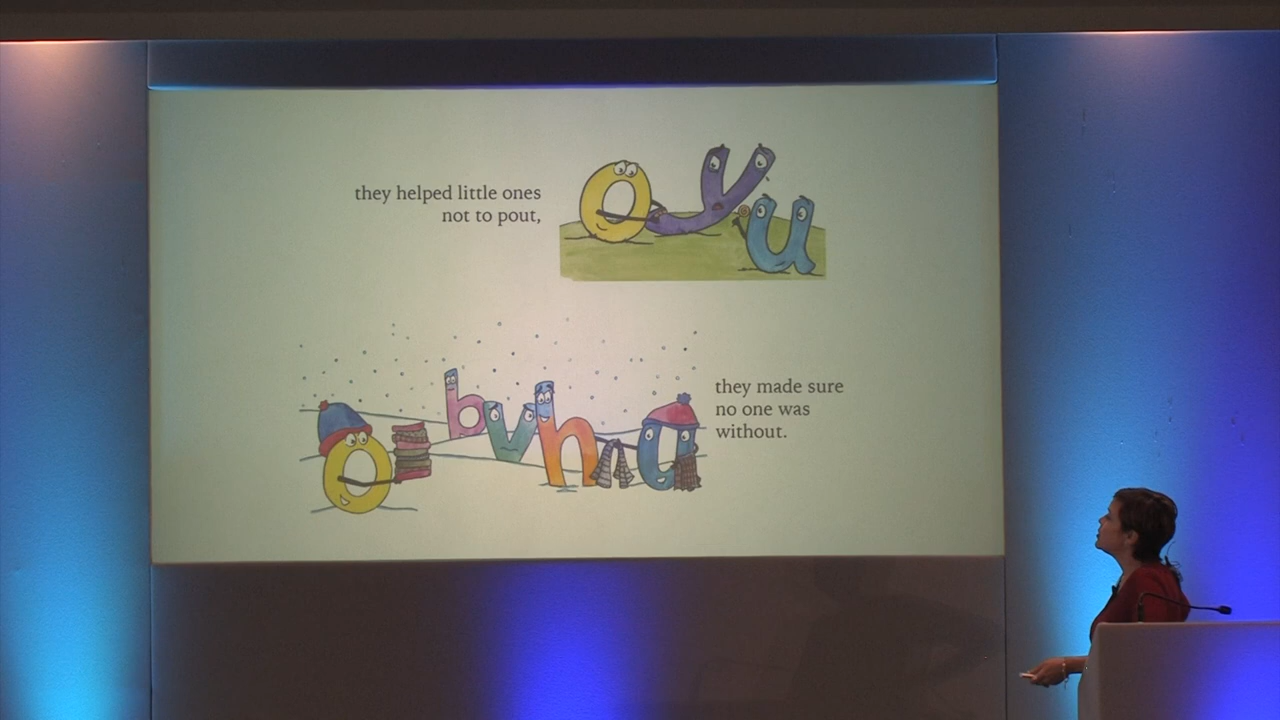 they helped little ones
not to pout,
o y u
b v h
o a
they made sure
no one was
without.